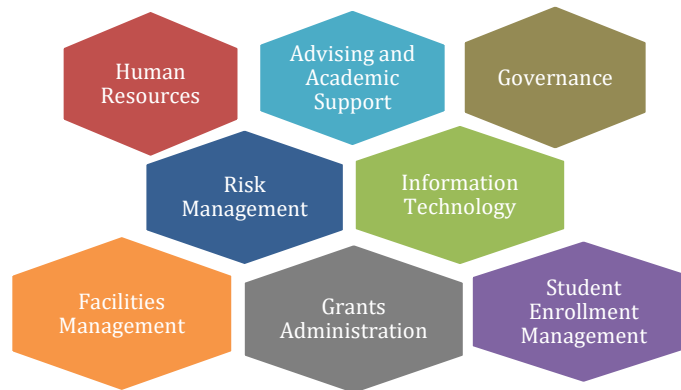 Human
Resources
Advising and
Academic
Support
Governance
Risk
Management
Information
Technology
Facilities
Management
Grants
Administration
Student
Enrollment
Management